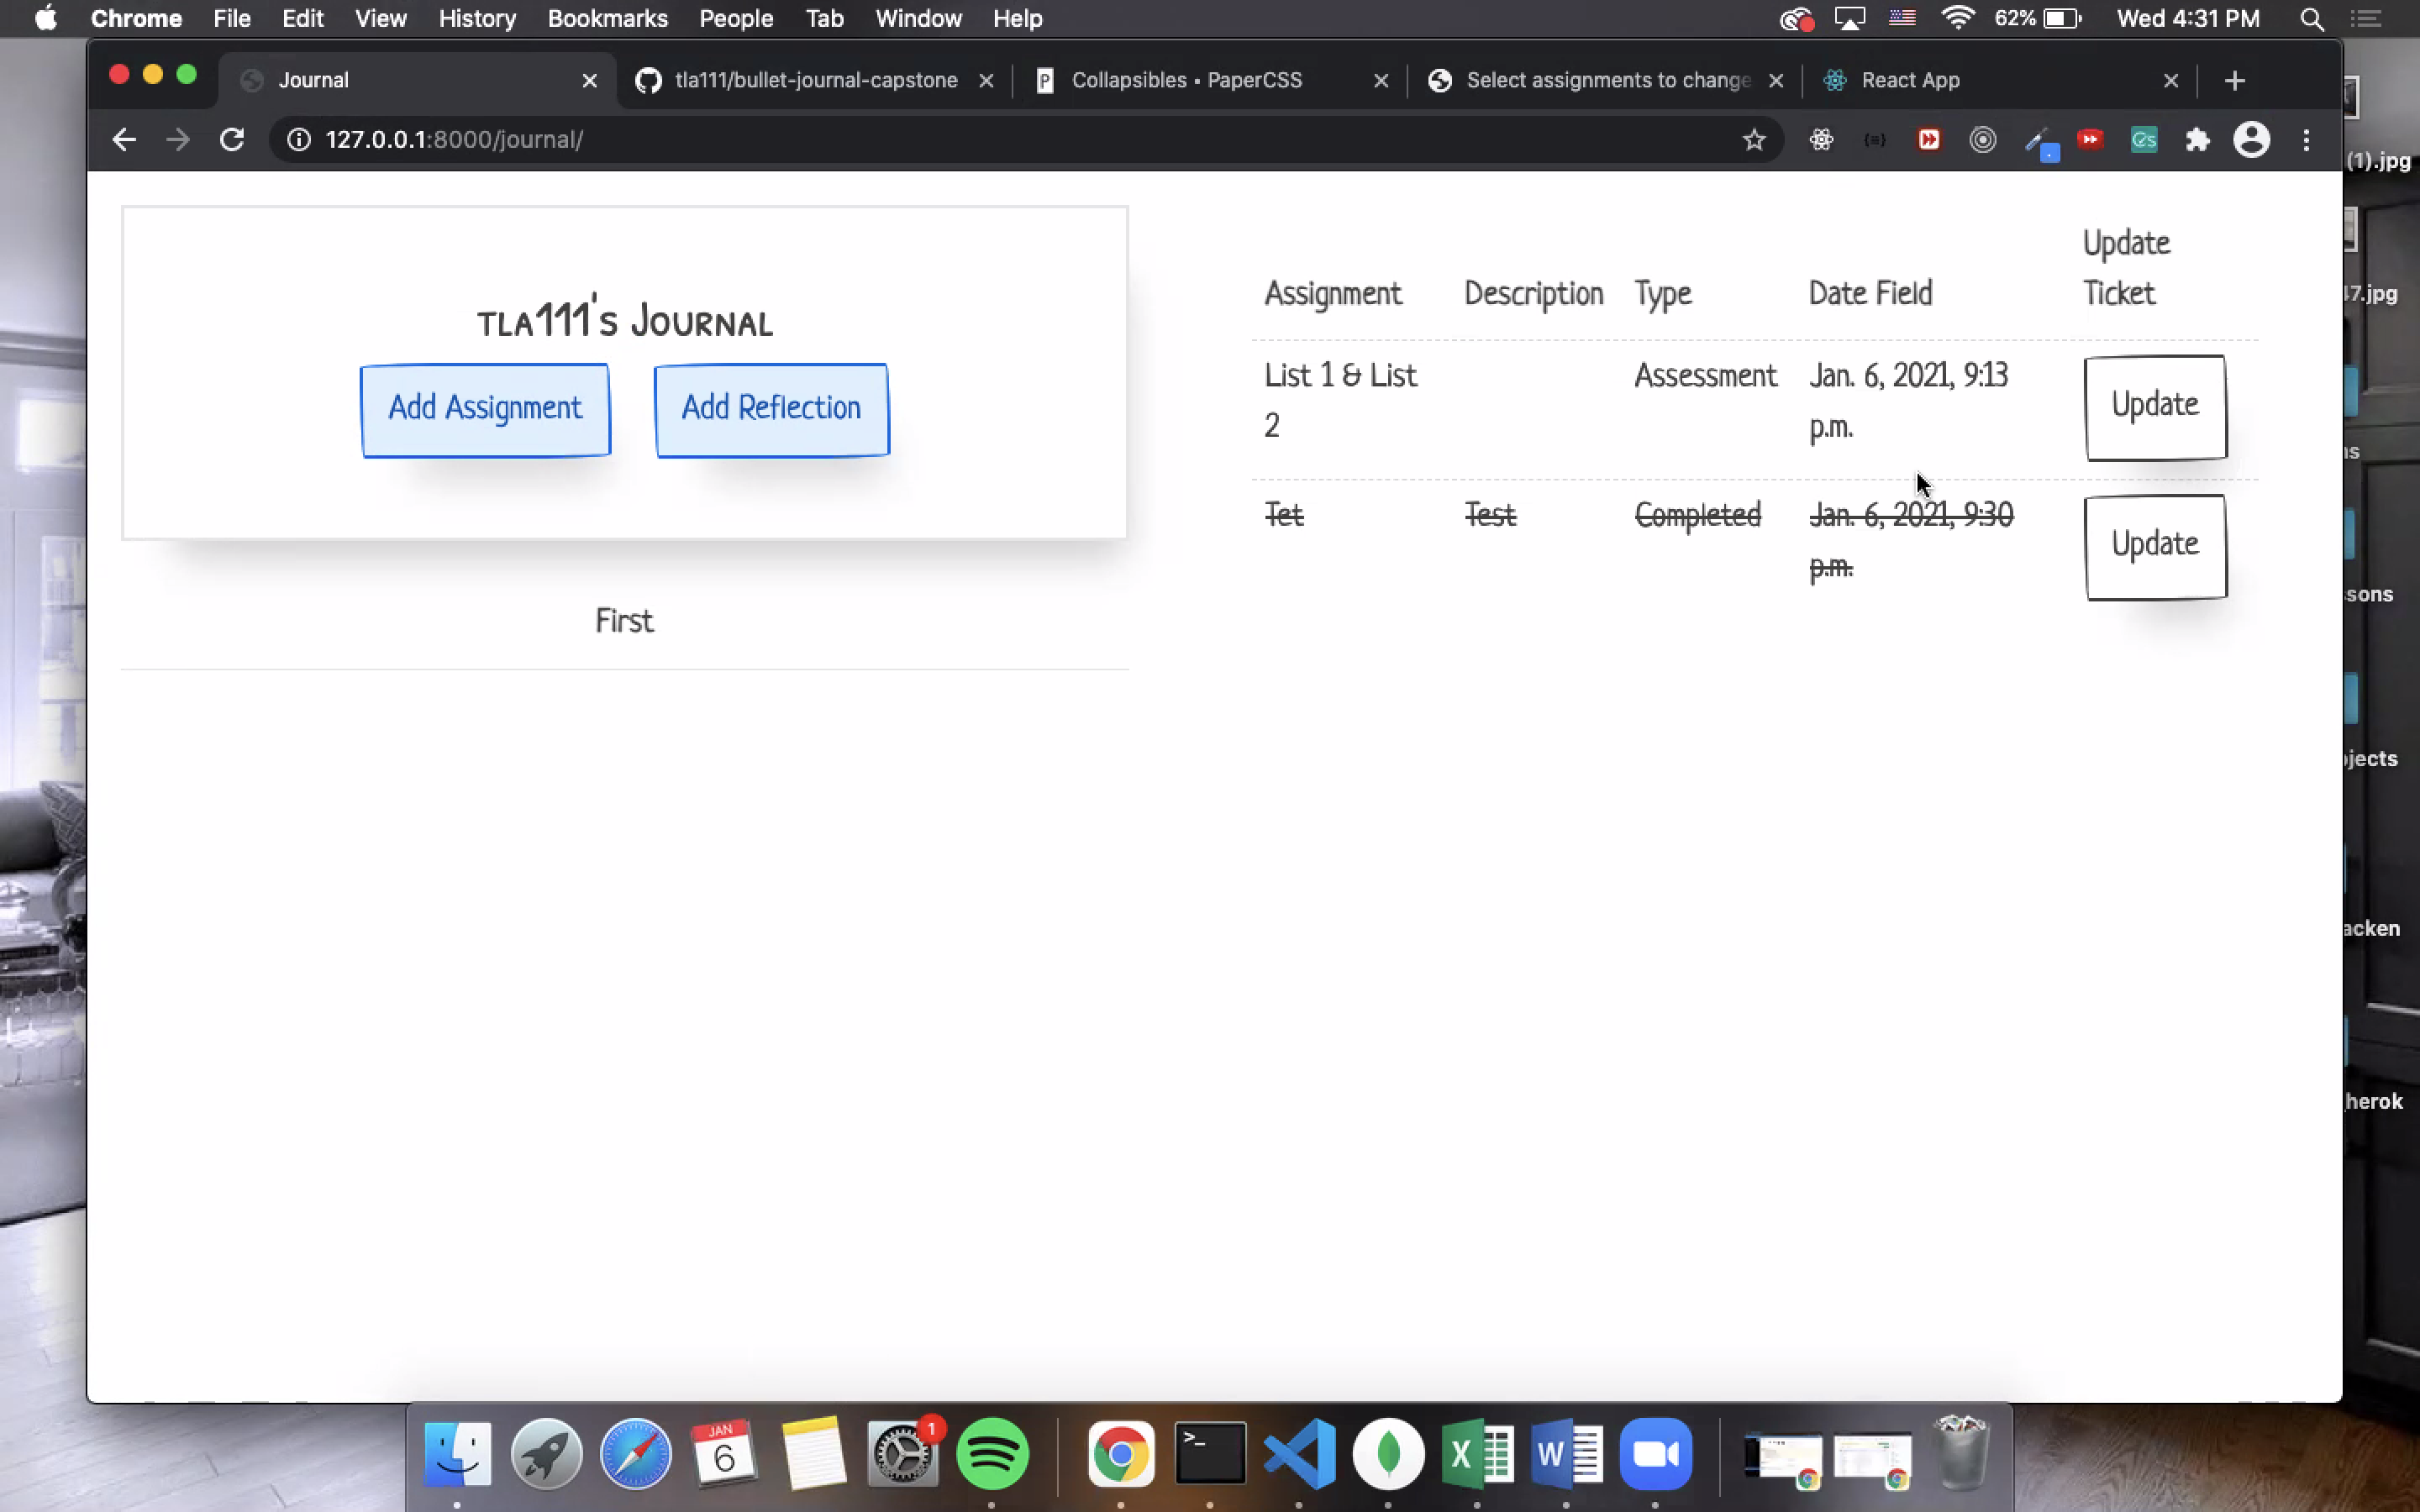 Chrome File Edit View History Bookmarks People Tab Window Help 62% Wed 4:31 PM
Journal tla111/bullet-journal-capstone Collapsibles • PaperCSS Select assignments to change React App
127.0.0.1:8000/journal/
(1).jpg
tla111's Journal
Add Assignment Add Reflection
First
Assignment Description Type Date Field Update Ticket
List 1 & List 2 Assessment Jan. 6, 2021, 9:13 p.m. Update
Tet Test Completed Jan. 6, 2021, 9:30 p.m. Update
47.jpg
ns
ssons
ojects
acken
herok
JAN
6
1